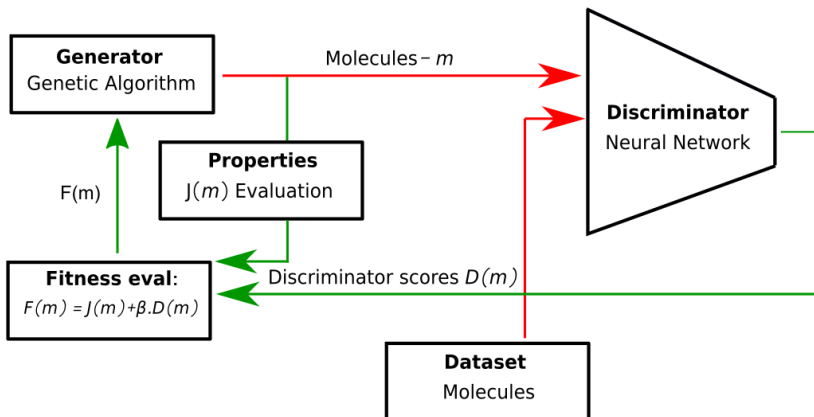 Generator
Genetic Algorithm
Molecules – m
Discriminator
Neural Network
Properties
J(m) Evaluation
F(m)
Fitness eval:
F(m) = J(m)+β.D(m)
Discriminator scores D(m)
Dataset
Molecules